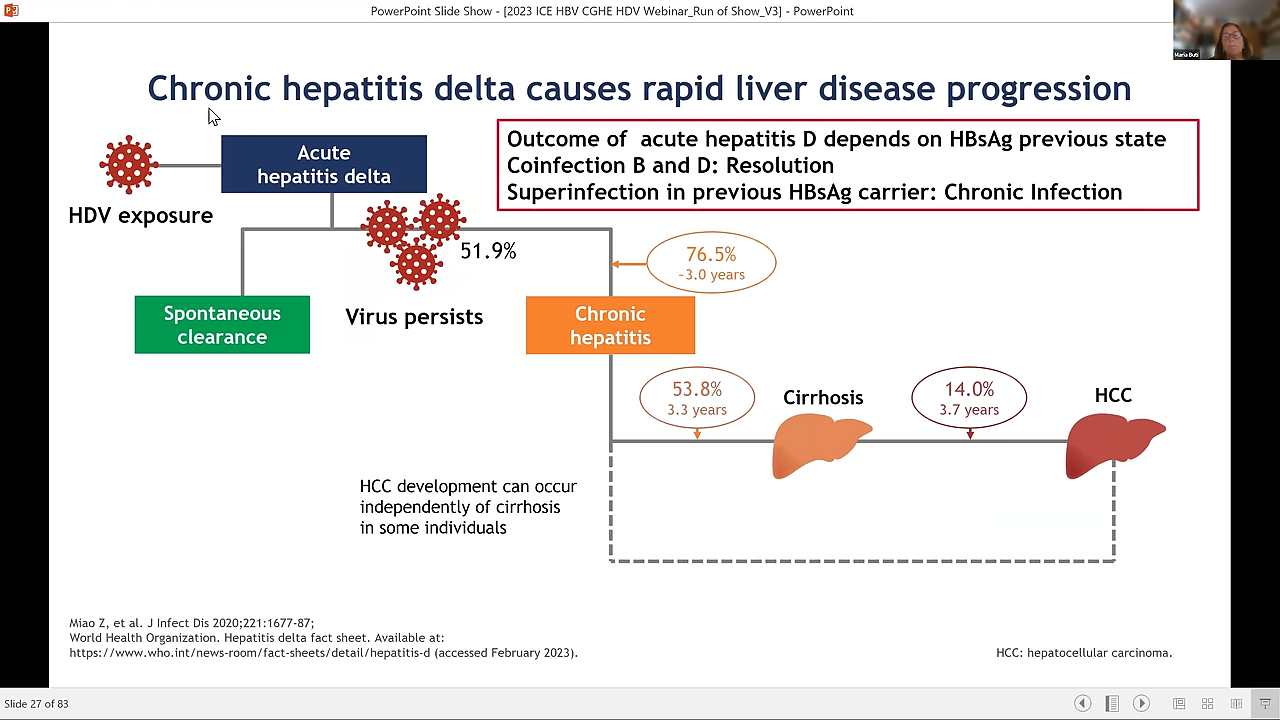 PowerPoint Slide Show - [2023 ICE HBV CGHE HDV Webinar_Run of Show_V3] - PowerPoint
Maria Buti
Chronic hepatitis delta causes rapid liver disease progression
Outcome of acute hepatitis D depends on HBsAg previous state
Coinfection B and D: Resolution
Superinfection in previous HBsAg carrier: Chronic Infection
Acute
hepatitis delta
HDV exposure
51.9%
76.5%
~3.0 years
Spontaneous
clearance
Virus persists
Chronic
hepatitis
53.8%
3.3 years
Cirrhosis
14.0%
3.7 years
HCC
HCC development can occur
independently of cirrhosis
in some individuals
Miao Z, et al. J Infect Dis 2020;221:1677-87;
World Health Organization. Hepatitis delta fact sheet. Available at:
https://www.who.int/news-room/fact-sheets/detail/hepatitis-d (accessed February 2023).
HCC: hepatocellular carcinoma.
Slide 27 of 83